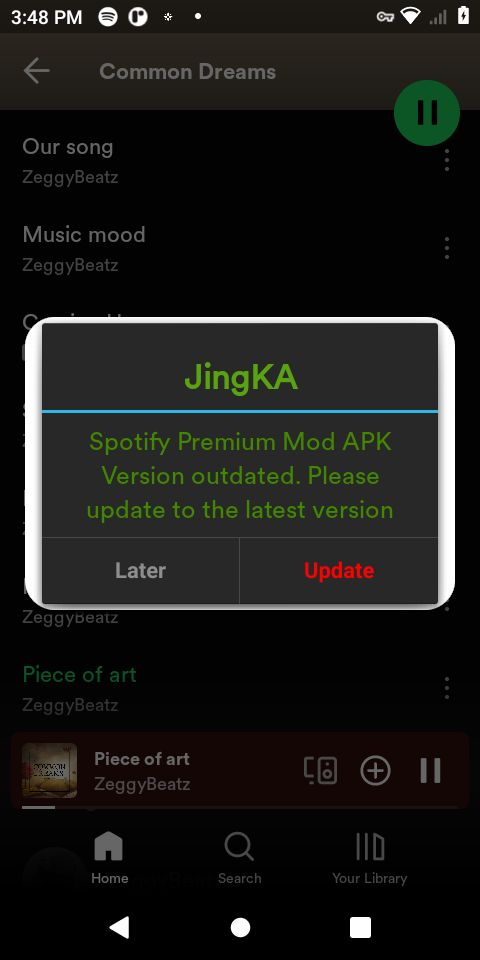 3:48 PM
Common Dreams
Our song
ZeggyBeatz
Music mood
ZeggyBeatz
JingKA
Spotify Premium Mod APK
Version outdated. Please
update to the latest version
Later
Update
ZeggyBeatz
Piece of art
ZeggyBeatz
Piece of art
ZeggyBeatz
COMMON
DREAMS
Home
Search
Your Library